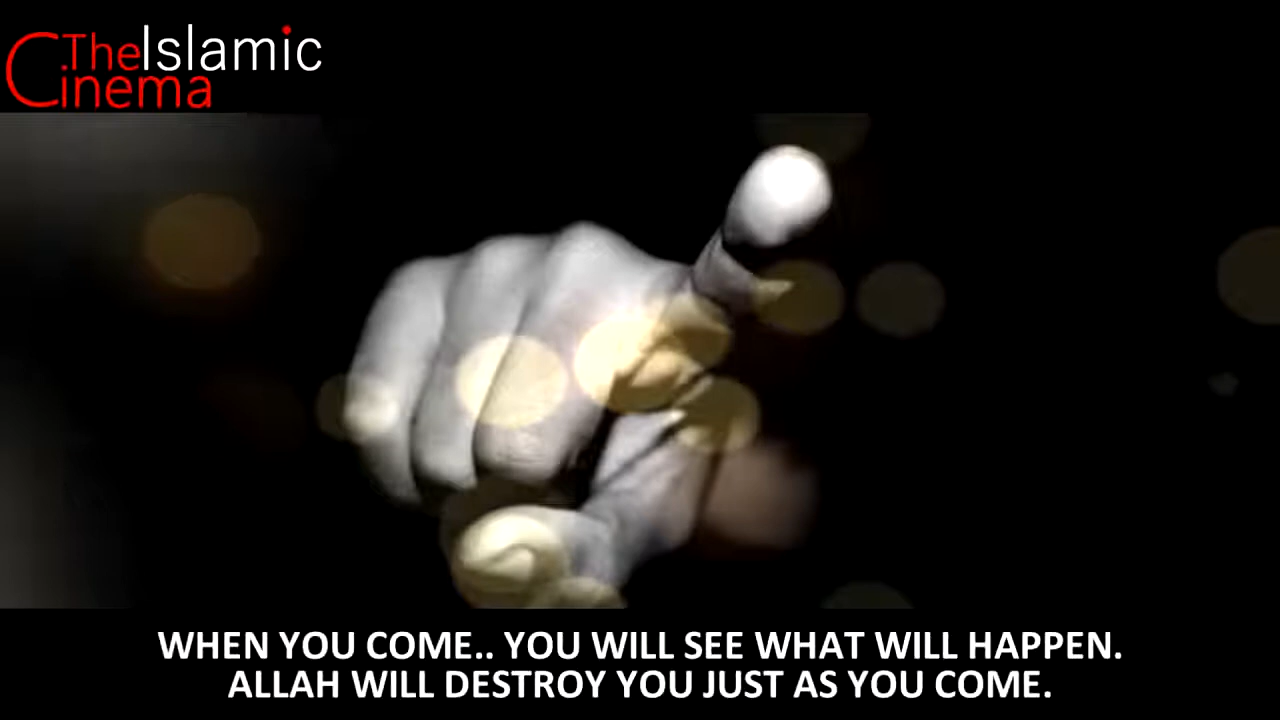 TheIslamic
Cinema
WHEN YOU COME.. YOU WILL SEE WHAT WILL HAPPEN.
ALLAH WILL DESTROY YOU JUST AS YOU COME.